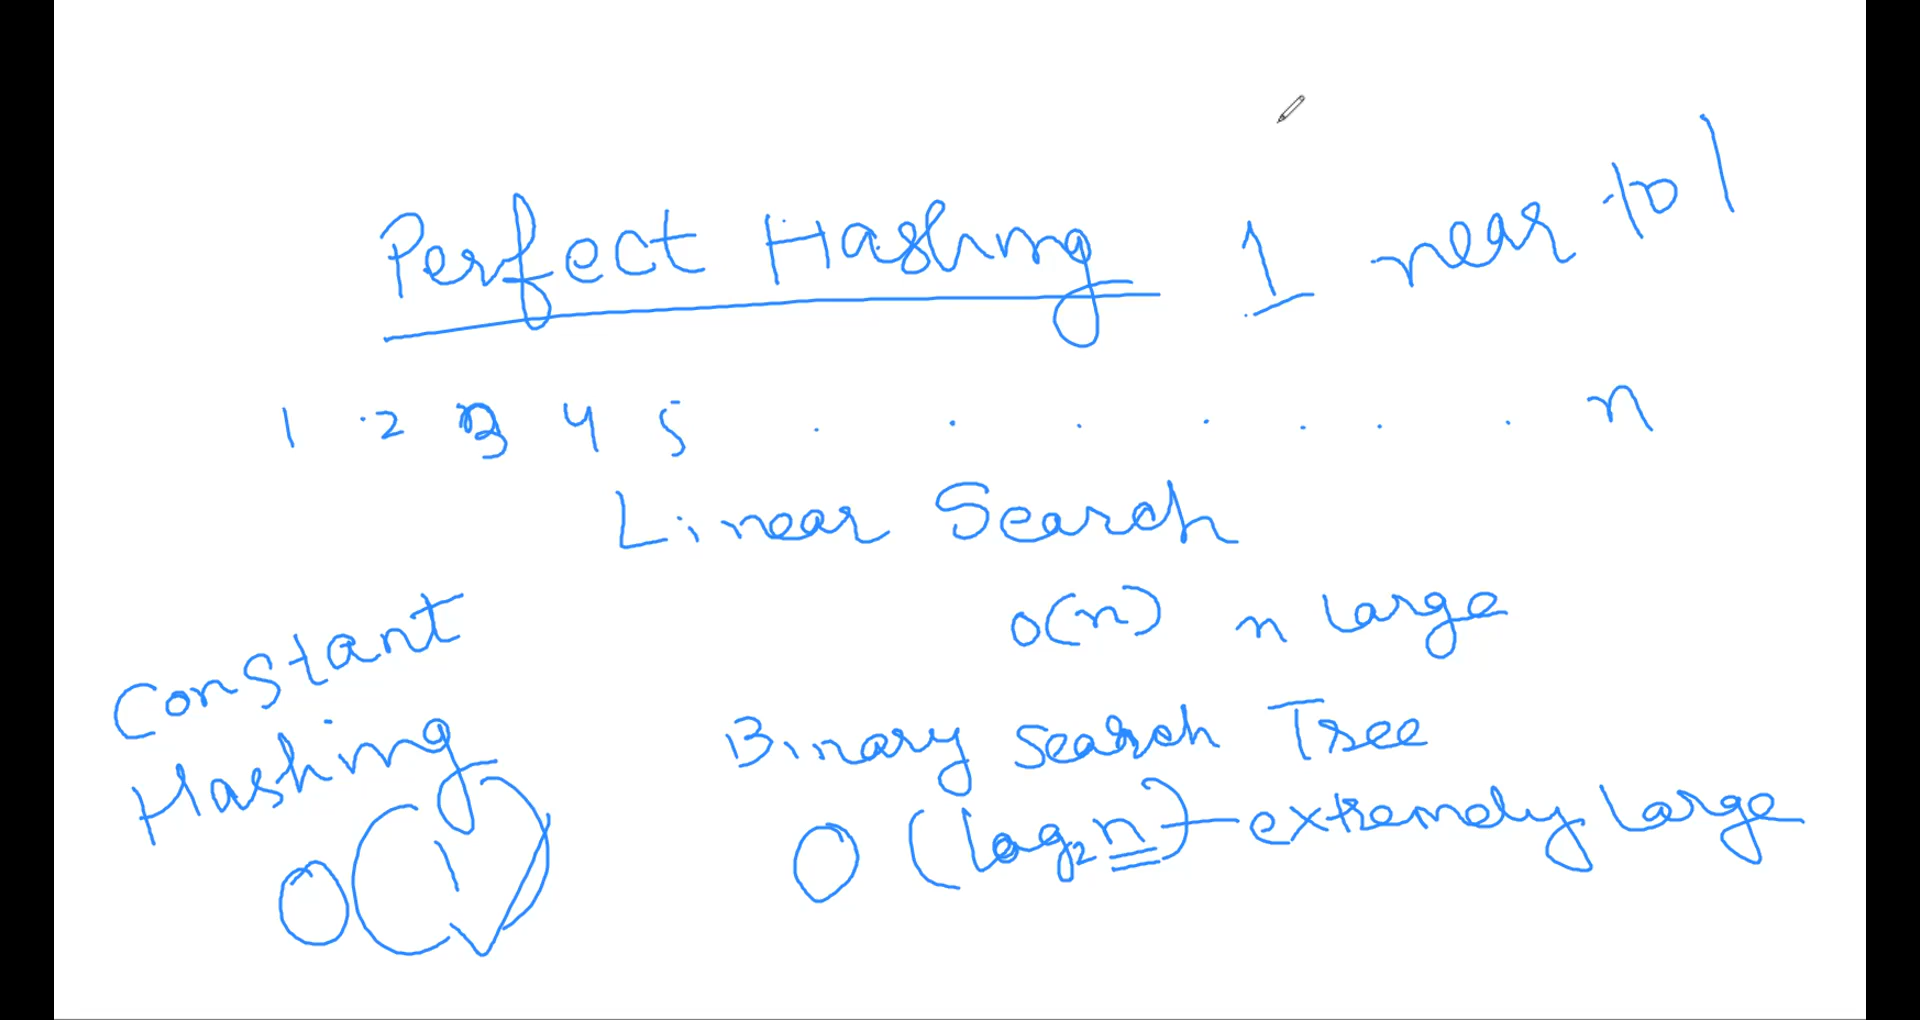 Perfect Hashing 1 near to 1
1 2 3 4 5 . . . . . . . n
Linear Search
O(n) n large
Binary Search Tree
O(log₂n) - extremely large
Constant
Hashing
O(1)